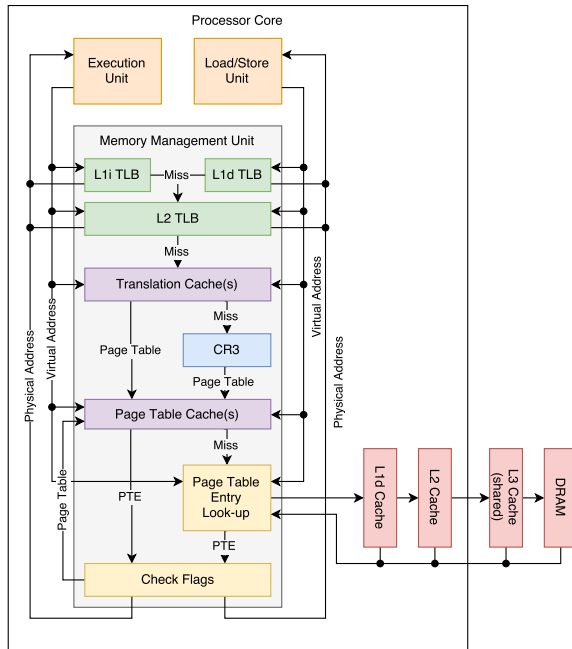 Processor Core
Execution
Unit
Load/Store
Unit
Memory Management Unit
L1i TLB
Miss
L1d TLB
L2 TLB
Miss
Translation Cache(s)
Miss
Page Table
CR3
Page Table
Page Table Cache(s)
Miss
Page Table
Entry
Look-up
PTE
PTE
Check Flags
Physical Address
Virtual Address
Page Table
Virtual Address
Physical Address
L1d Cache
L2 Cache
L3 Cache
(shared)
DRAM